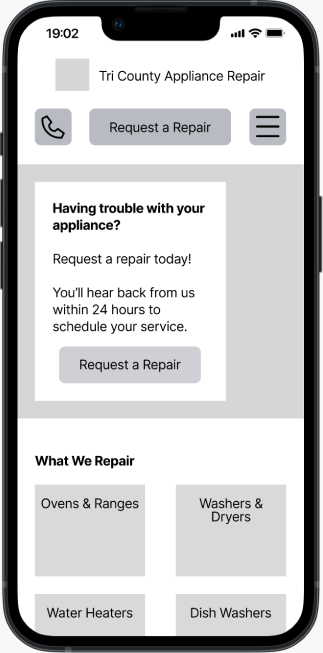 19:02
Tri County Appliance Repair
Request a Repair
Having trouble with your
appliance?
Request a repair today!
You'll hear back from us
within 24 hours to
schedule your service.
Request a Repair
What We Repair
Ovens & Ranges
Washers &
Dryers
Water Heaters
Dish Washers